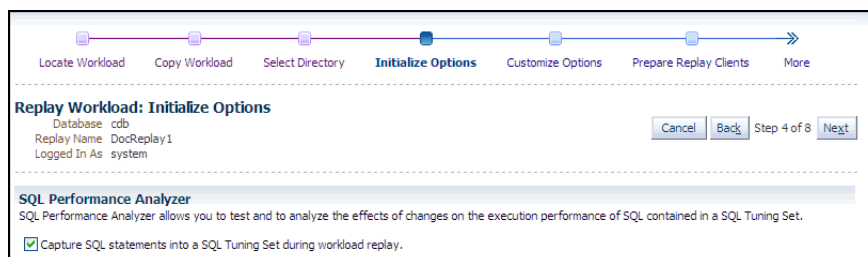 Locate Workload Copy Workload Select Directory Initialize Options Customize Options Prepare Replay Clients More
Replay Workload: Initialize Options
Database cdb
Replay Name DocReplay1
Logged In As system
Cancel Back Step 4 of 8 Next
SQL Performance Analyzer
SQL Performance Analyzer allows you to test and to analyze the effects of changes on the execution performance of SQL contained in a SQL Tuning Set.
Capture SQL statements into a SQL Tuning Set during workload replay.